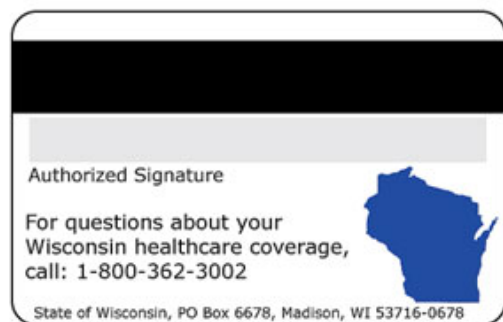 Authorized Signature
For questions about your
Wisconsin healthcare coverage,
call: 1-800-362-3002
State of Wisconsin, PO Box 6678, Madison, WI 53716-0678